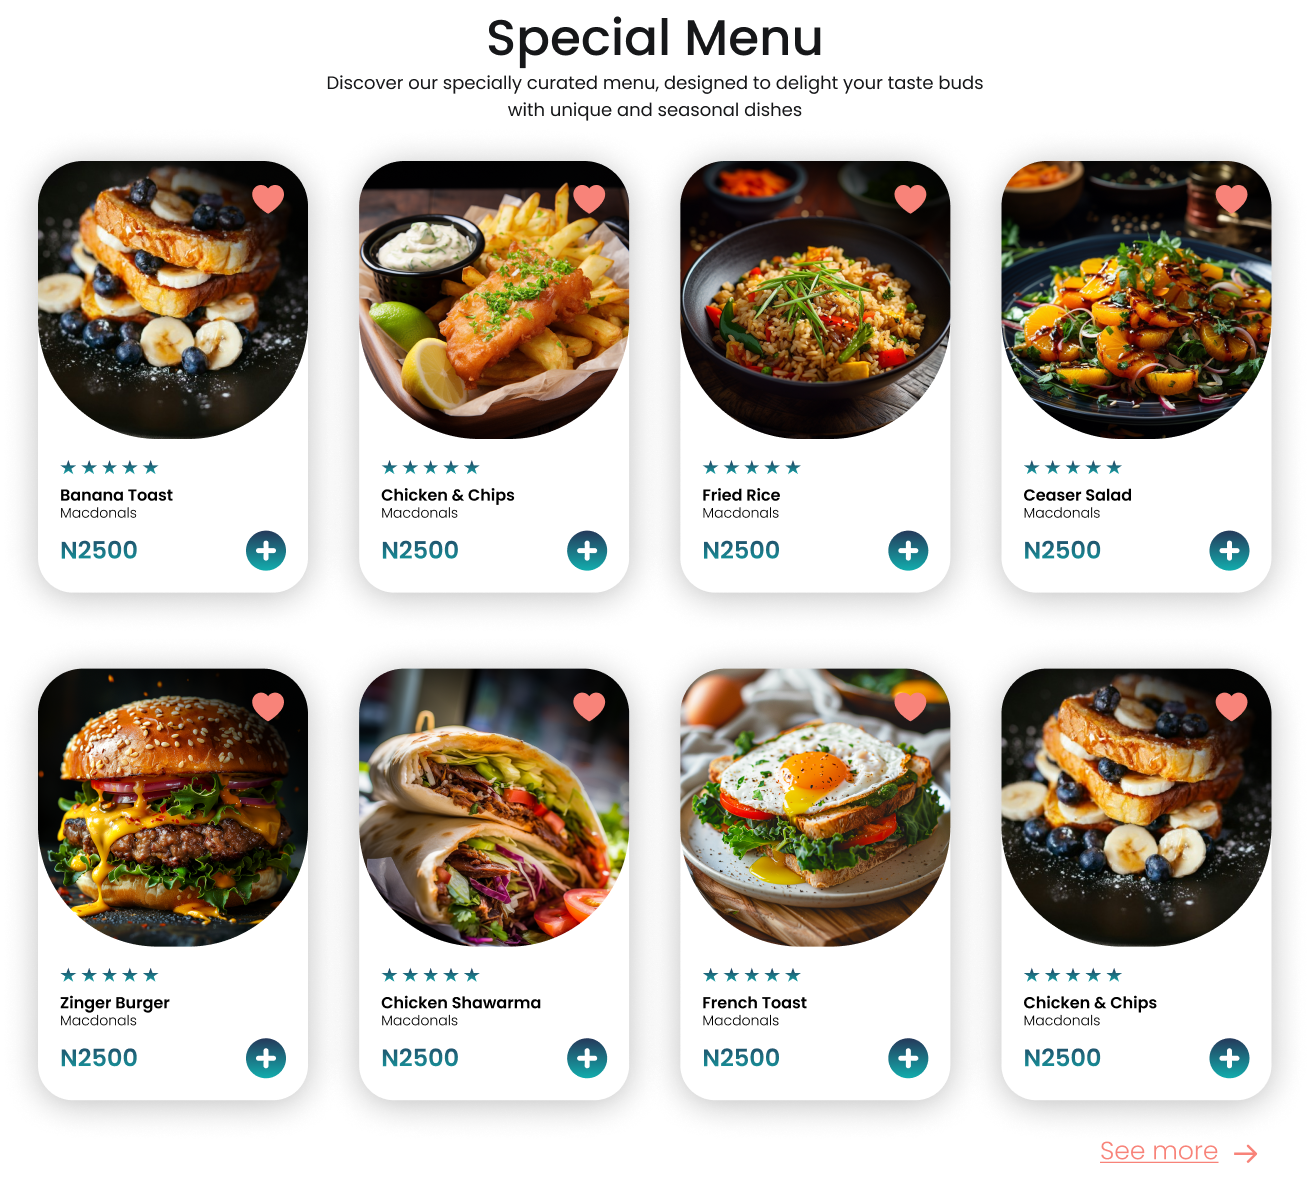 Special Menu
Discover our specially curated menu, designed to delight your taste buds
with unique and seasonal dishes
Banana Toast
Macdonals
N2500
Chicken & Chips
Macdonals
N2500
Fried Rice
Macdonals
N2500
Ceaser Salad
Macdonals
N2500
Zinger Burger
Macdonals
N2500
Chicken Shawarma
Macdonals
N2500
French Toast
Macdonals
N2500
Chicken & Chips
Macdonals
N2500
See more